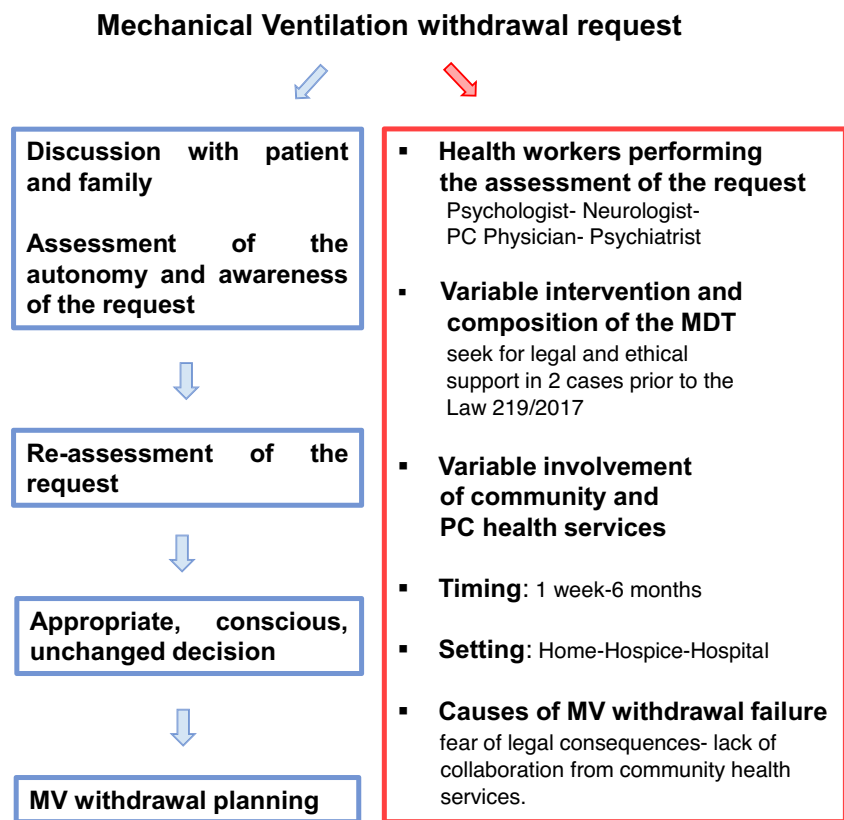 Mechanical Ventilation withdrawal request
Discussion with patient
and family
Assessment of the
autonomy and awareness
of the request
Re-assessment of the
request
Appropriate, conscious,
unchanged decision
MV withdrawal planning
▪ Health workers performing
the assessment of the request
Psychologist- Neurologist-
PC Physician- Psychiatrist
▪ Variable intervention and
composition of the MDT
seek for legal and ethical
support in 2 cases prior to the
Law 219/2017
▪ Variable involvement
of community and
PC health services
▪ Timing: 1 week-6 months
▪ Setting: Home-Hospice-Hospital
▪ Causes of MV withdrawal failure
fear of legal consequences- lack of
collaboration from community health
services.